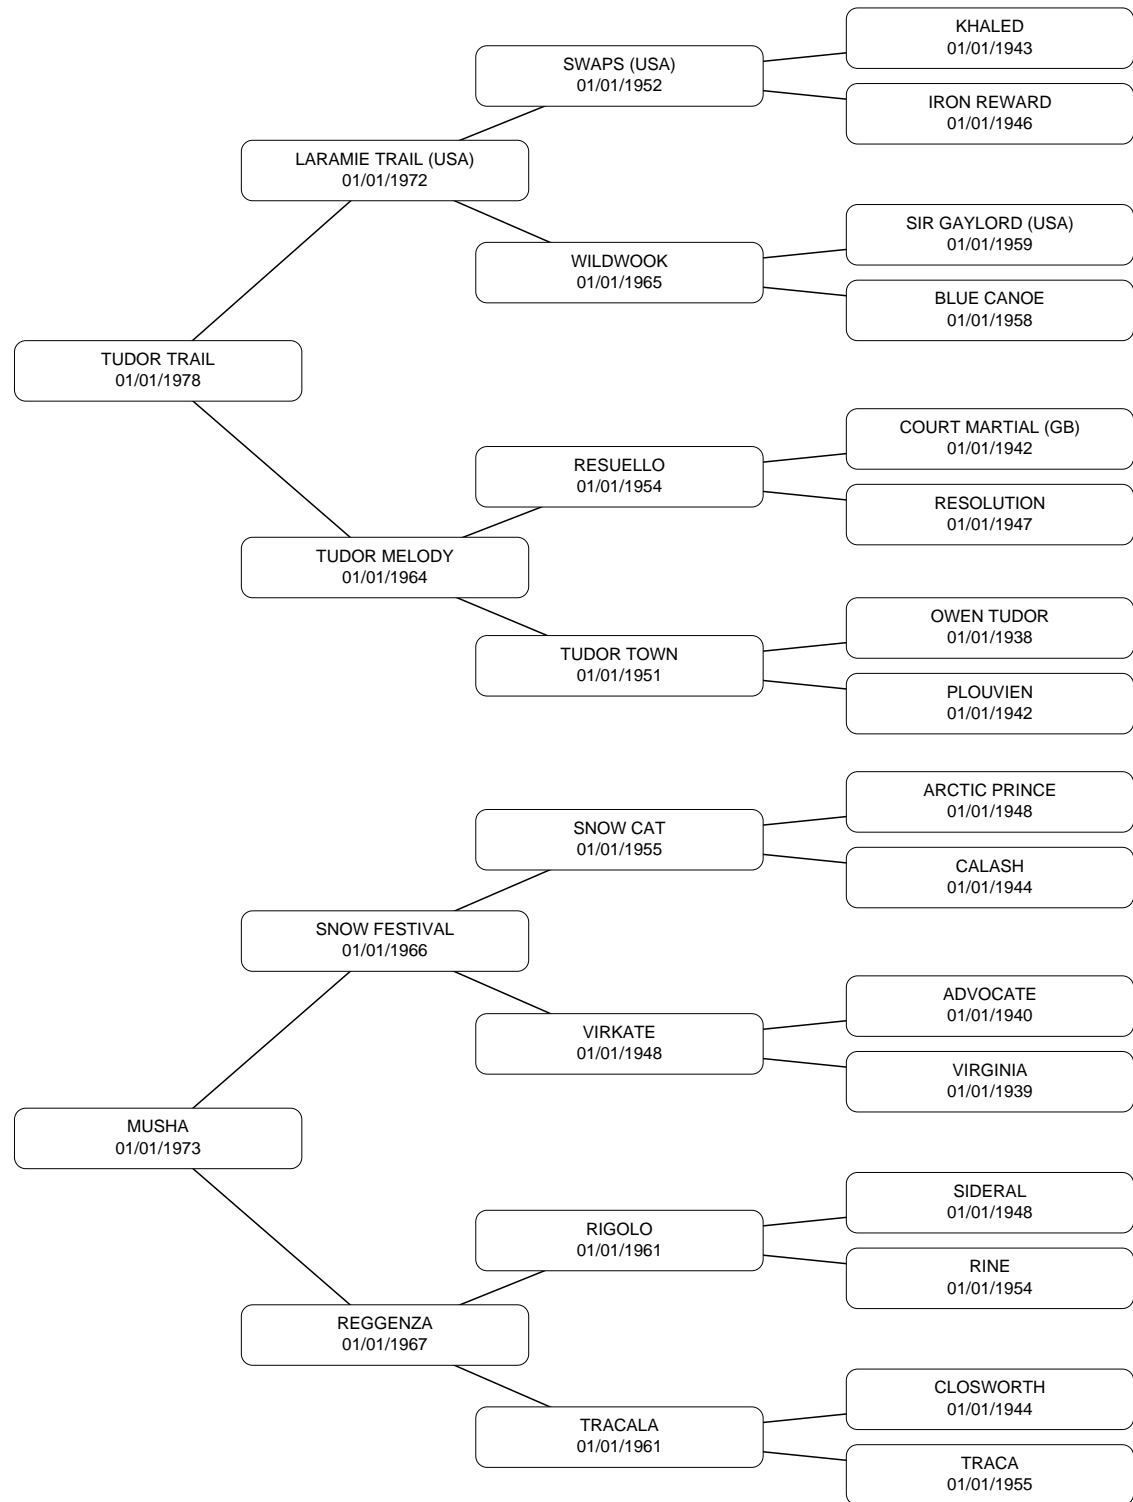 KHALED
01/01/1943
SWAPS (USA)
01/01/1952
IRON REWARD
01/01/1946
LARAMIE TRAIL (USA)
01/01/1972
SIR GAYLORD (USA)
01/01/1959
WILDWOOK
01/01/1965
BLUE CANOE
01/01/1958
TUDOR TRAIL
01/01/1978
COURT MARTIAL (GB)
01/01/1942
RESUELLO
01/01/1954
RESOLUTION
01/01/1947
TUDOR MELODY
01/01/1964
OWEN TUDOR
01/01/1938
TUDOR TOWN
01/01/1951
PLOUVIEN
01/01/1942
ARCTIC PRINCE
01/01/1948
SNOW CAT
01/01/1955
CALASH
01/01/1944
SNOW FESTIVAL
01/01/1966
ADVOCATE
01/01/1940
VIRKATE
01/01/1948
VIRGINIA
01/01/1939
MUSHA
01/01/1973
SIDERAL
01/01/1948
RIGOLO
01/01/1961
RINE
01/01/1954
REGGENZA
01/01/1967
CLOSWORTH
01/01/1944
TRACALA
01/01/1961
TRACA
01/01/1955